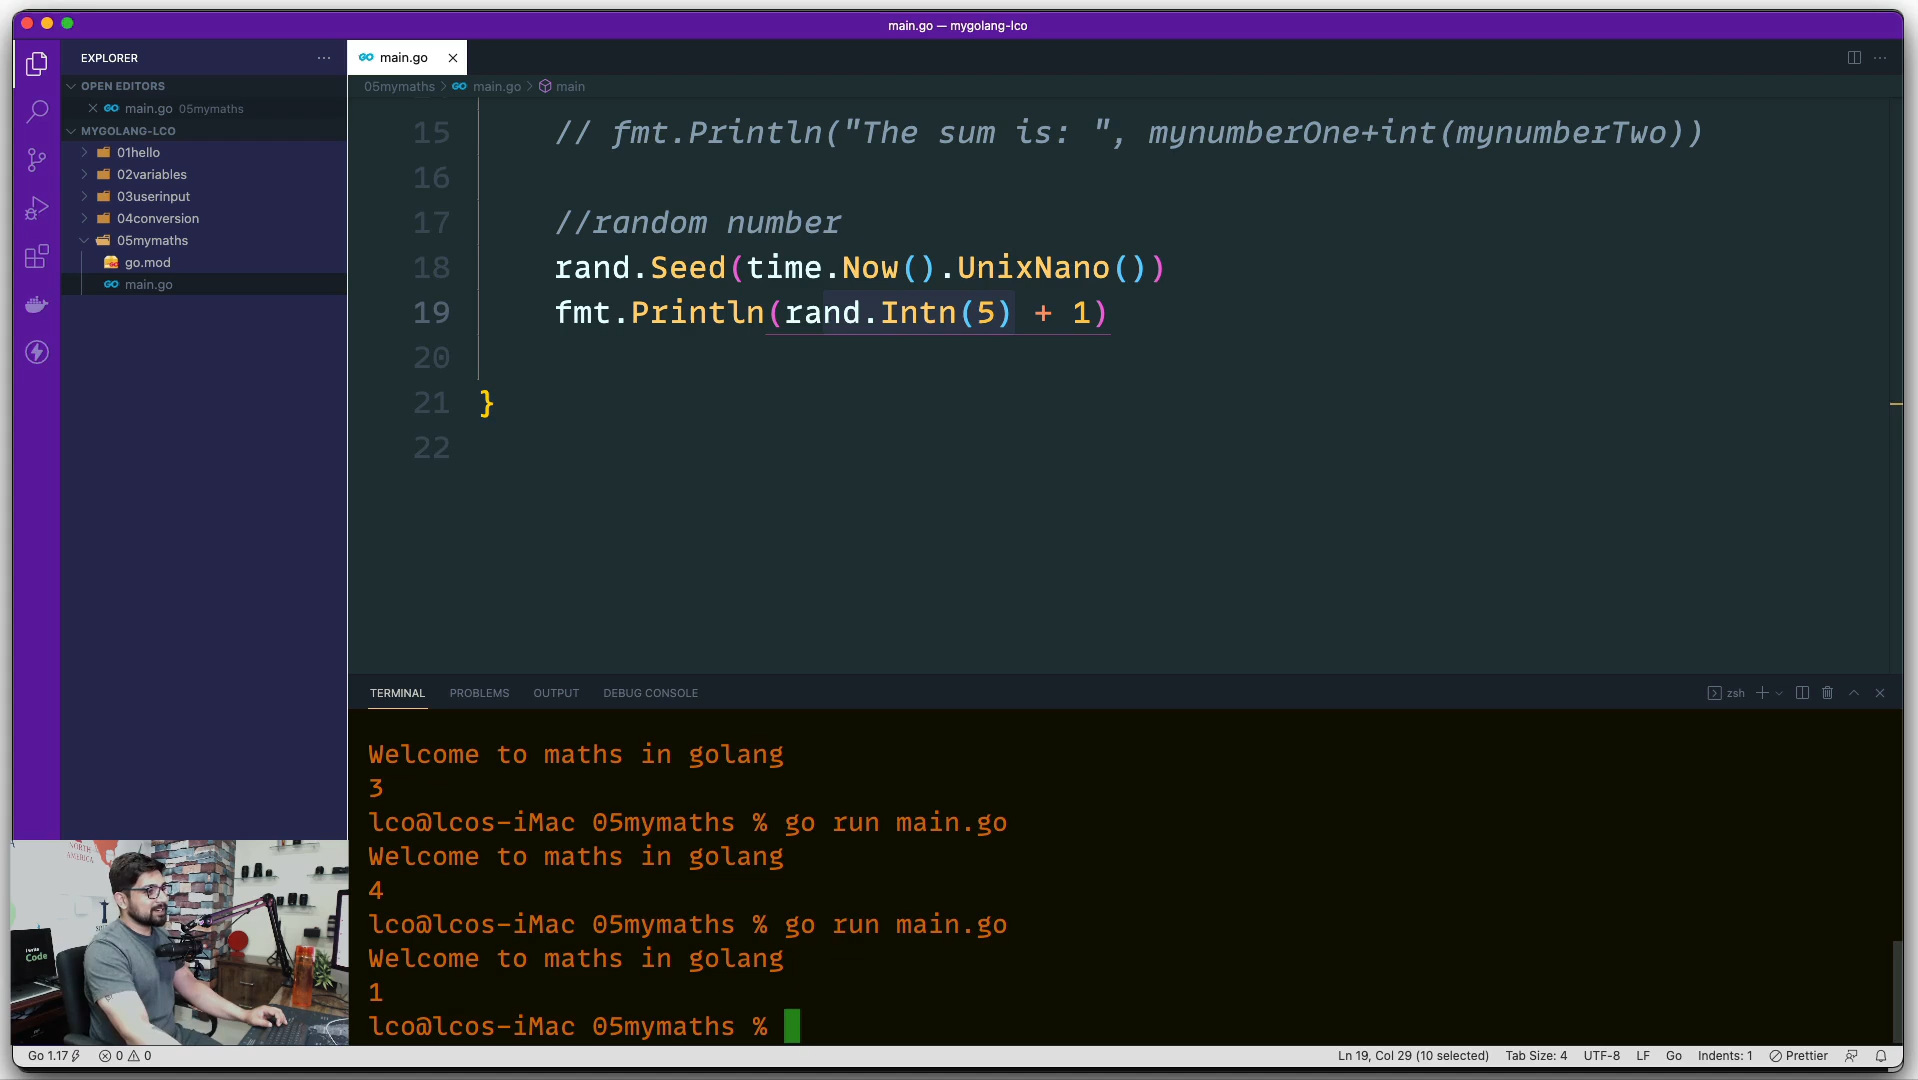 main.go — mygolang-lco
EXPLORER
main.go
OPEN EDITORS
main.go 05mymaths
MYGOLANG-LCO
01hello
02variables
03userinput
04conversion
05mymaths
go.mod
main.go
05mymaths > main.go > main
15 // fmt.Println("The sum is: ", mynumberOne+int(mynumberTwo))
16
17 //random number
18 rand.Seed(time.Now().UnixNano())
19 fmt.Println(rand.Intn(5) + 1)
20
21 }
22
TERMINAL PROBLEMS OUTPUT DEBUG CONSOLE
zsh
Welcome to maths in golang
3
lco@lcos-iMac 05mymaths % go run main.go
Welcome to maths in golang
4
lco@lcos-iMac 05mymaths % go run main.go
Welcome to maths in golang
1
lco@lcos-iMac 05mymaths %
NORTH
AMERICA
I write
Code
Go 1.17 0 0
Ln 19, Col 29 (10 selected) Tab Size: 4 UTF-8 LF Go Indents: 1 Prettier